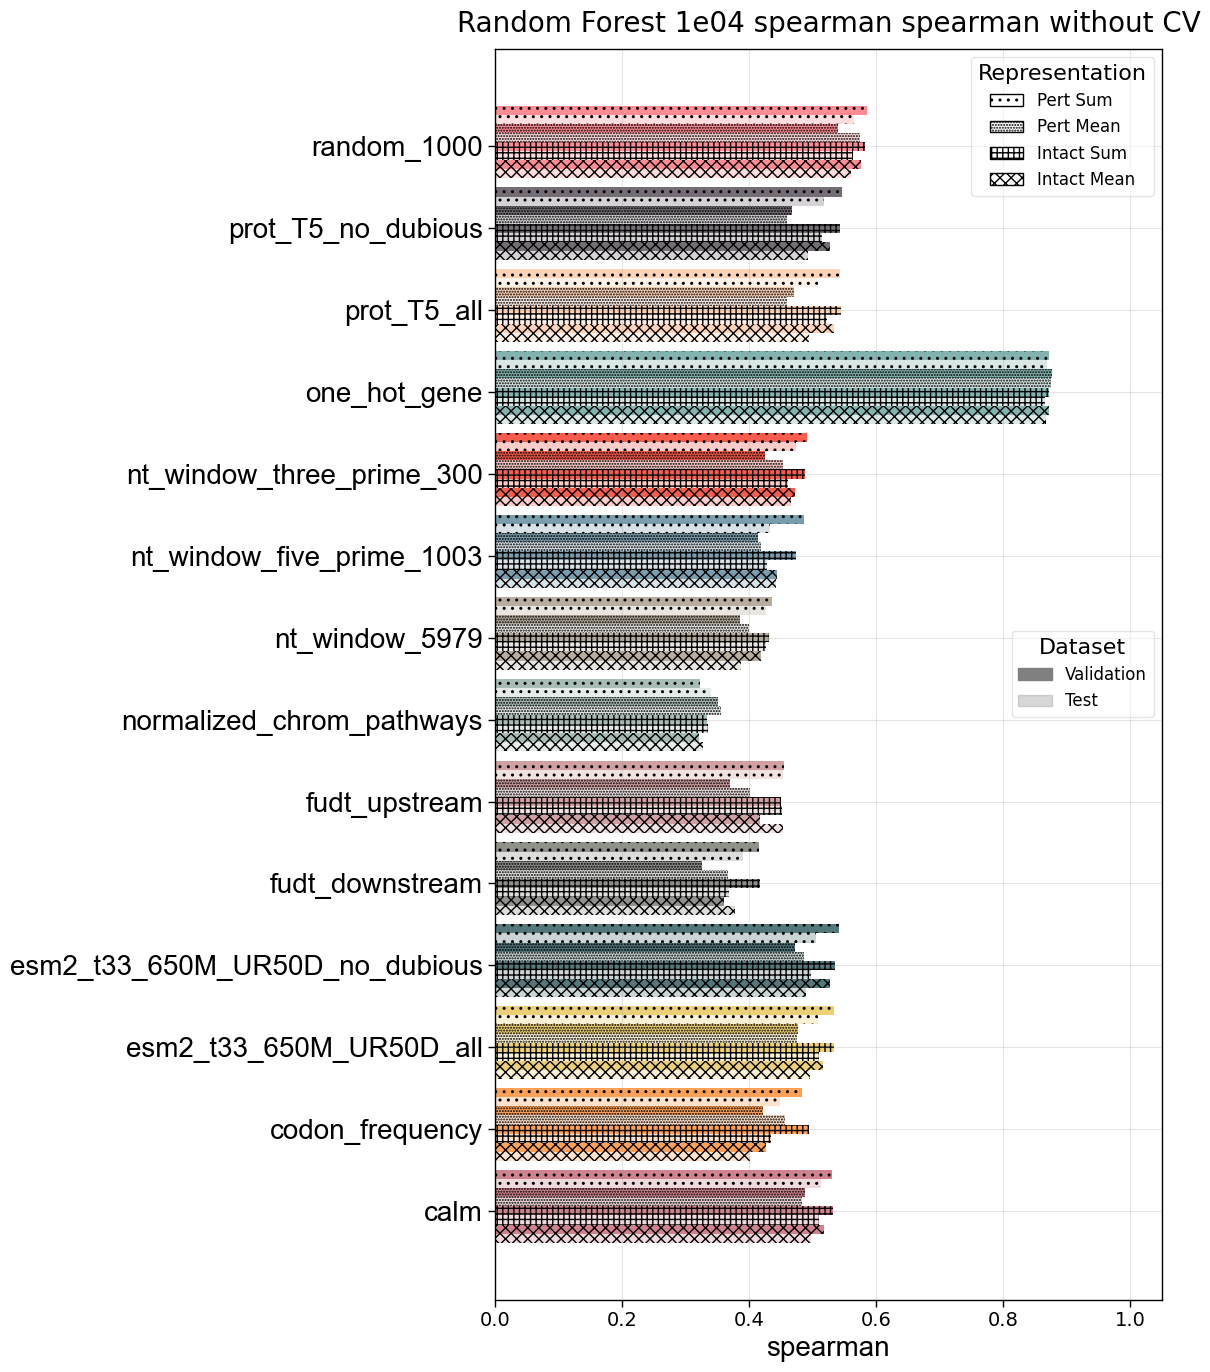 Random Forest 1e04 spearman spearman without CV
Representation
Pert Sum
Pert Mean
Intact Sum
Intact Mean
random_1000
prot_T5_no_dubious
prot_T5_all
one_hot_gene
nt_window_three_prime_300
nt_window_five_prime_1003
nt_window_5979
Dataset
Validation
Test
normalized_chrom_pathways
fudt_upstream
fudt_downstream
esm2_t33_650M_UR50D_no_dubious
esm2_t33_650M_UR50D_all
codon_frequency
calm
0.0 0.2 0.4 0.6 0.8 1.0
spearman